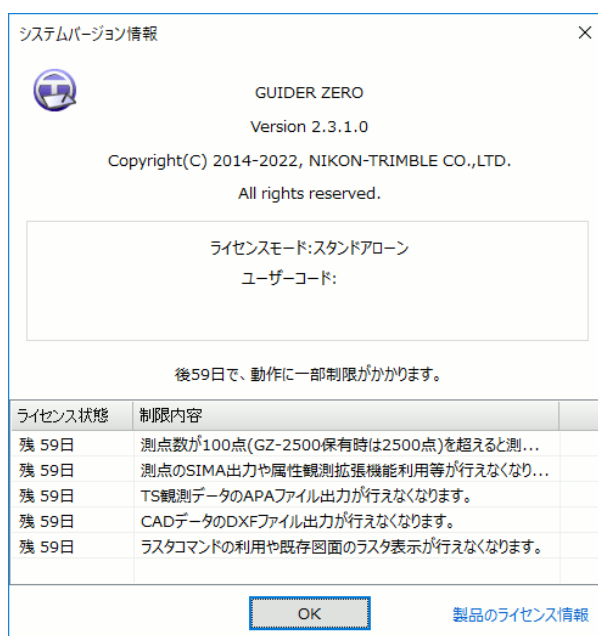 システムバージョン情報
GUIDER ZERO
Version 2.3.1.0
Copyright(C) 2014-2022, NIKON-TRIMBLE CO.,LTD.
All rights reserved.
ライセンスモード:スタンドアローン
ユーザーコード:
後59日で、動作に一部制限がかかります。
ライセンス状態 制限内容
残 59日 測点数が100点(GZ-2500保有時は2500点)を超えると測...
残 59日 測点のSIMA出力や属性観測拡張機能利用等が行えなくなり...
残 59日 TS観測データのAPAファイル出力が行えなくなります。
残 59日 CADデータのDXFファイル出力が行えなくなります。
残 59日 ラスタコマンドの利用や既存図面のラスタ表示が行えなくなります。
OK 製品のライセンス情報